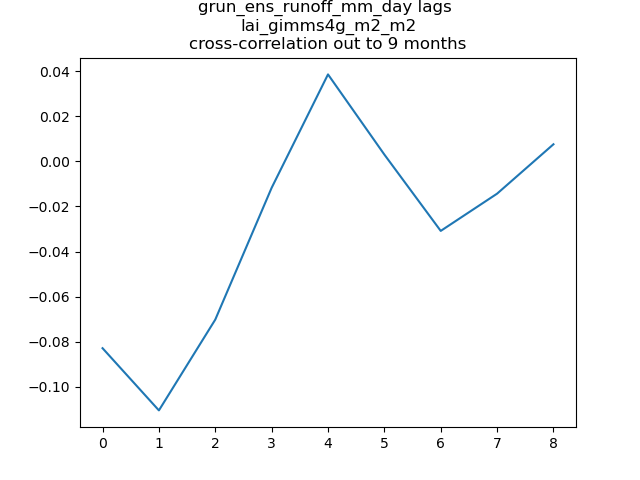 grun_ens_runoff_mm_day lags
lai_gimms4g_m2_m2
cross-correlation out to 9 months
0.04
0.02
0.00
−0.02
−0.04
−0.06
−0.08
−0.10
0 1 2 3 4 5 6 7 8